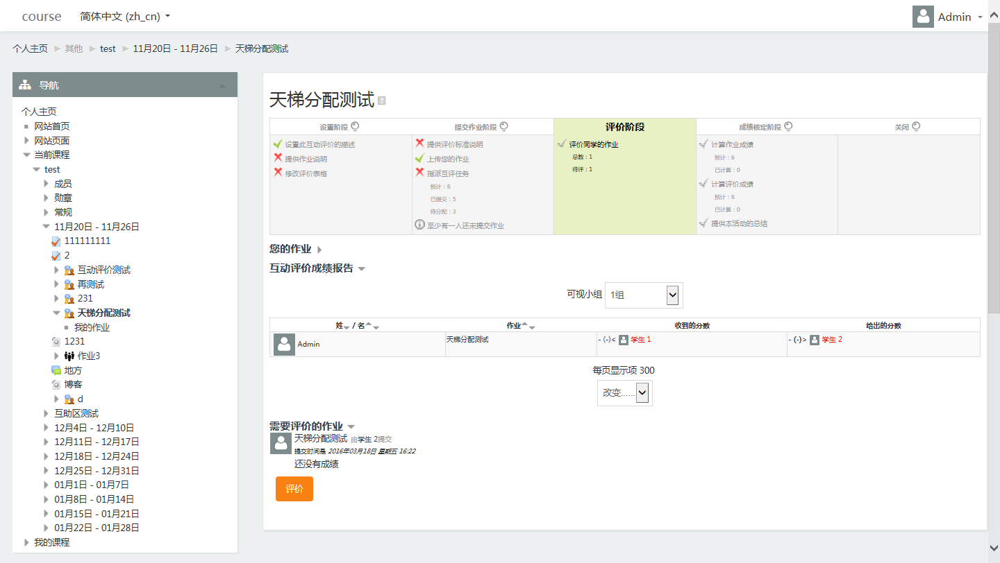 course 简体中文 (zh_cn) Admin
个人主页 其他 test 11月20日 - 11月26日 天梯分配测试
导航
个人主页
网站首页
网站页面
当前课程
test
成员
勋章
常规
11月20日 - 11月26日
111111111
2
互动评价测试
再测试
231
天梯分配测试
我的作业
1231
作业3
地方
博客
d
互助区测试
12月4日 - 12月10日
12月11日 - 12月17日
12月18日 - 12月24日
12月25日 - 12月31日
01月1日 - 01月7日
01月8日 - 01月14日
01月15日 - 01月21日
01月22日 - 01月28日
我的课程
天梯分配测试
设置阶段
设置此互动评价的描述
提供作业说明
修改评价表格
提交作业阶段
提供评价标准说明
上传您的作业
指派互评任务
预计：6
已提交：5
待分配：3
至少有一人还未提交作业
评价阶段
评价同学的作业
总数：1
待评：1
成绩核定阶段
计算作业成绩
预计：6
已计算：0
计算评价成绩
预计：6
已计算：0
提供本活动的总结
关闭
您的作业
互动评价成绩报告
可视小组 1组
姓 / 名 作业 收到的分数 给出的分数
Admin 天梯分配测试 - (-)< 学生 1 - (-)> 学生 2
每页显示项 300
改变......
需要评价的作业
天梯分配测试 由学生 2提交
提交时间是 2016年03月18日 星期五 16:22
还没有成绩
评价